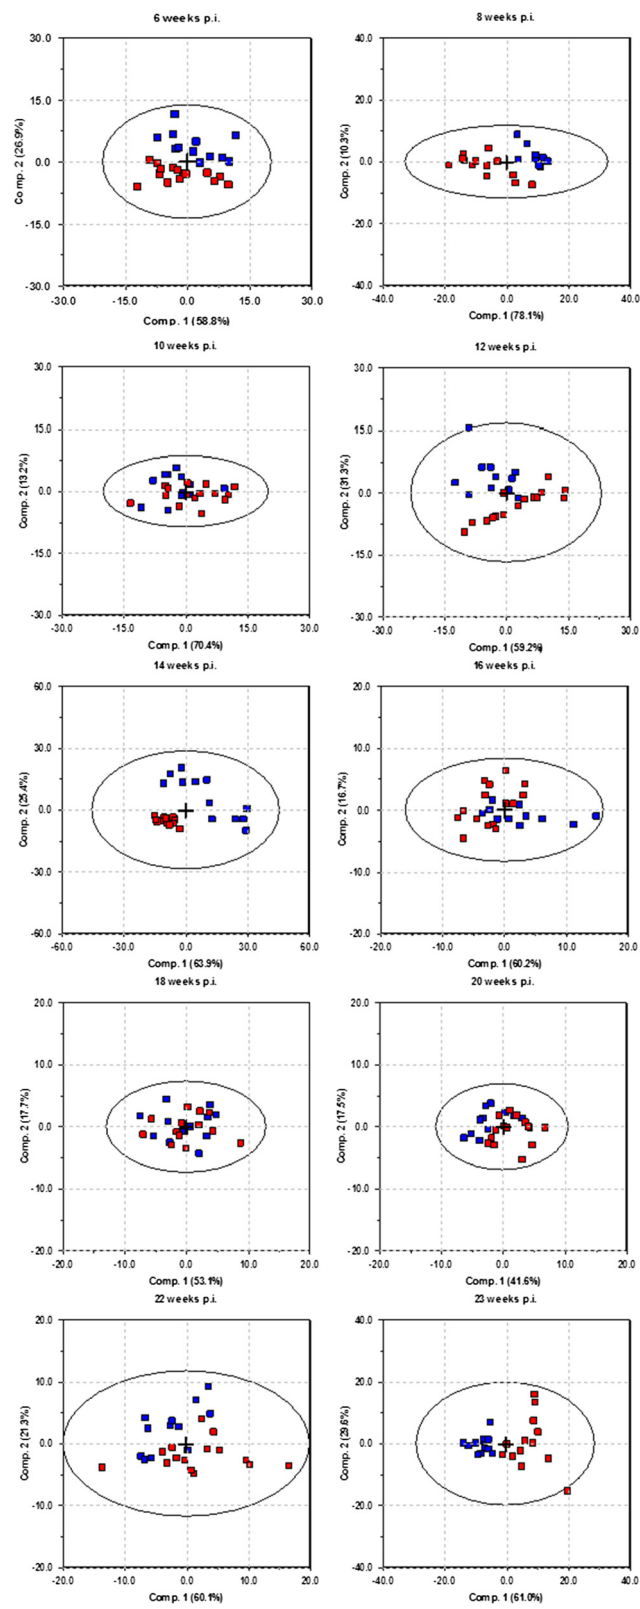 6 weeks p.i.
8 weeks p.i.
30.0
15.0
0.0
-15.0
-30.0
Comp. 2 (26.9%)
-30.0 -15.0 0.0 15.0 30.0
Comp. 1 (58.8%)
40.0
20.0
0.0
-20.0
-40.0
Comp. 2 (10.3%)
-40.0 -20.0 0.0 20.0 40.0
Comp. 1 (78.1%)
10 weeks p.i.
12 weeks p.i.
30.0
15.0
0.0
-15.0
-30.0
Comp. 2 (13.2%)
-30.0 -15.0 0.0 15.0 30.0
Comp. 1 (70.4%)
30.0
15.0
0.0
-15.0
-30.0
Comp. 2 (31.3%)
-30.0 -15.0 0.0 15.0 30.0
Comp. 1 (59.2%)
14 weeks p.i.
16 weeks p.i.
60.0
30.0
0.0
-30.0
-60.0
Comp. 2 (25.4%)
-60.0 -30.0 0.0 30.0 60.0
Comp. 1 (63.9%)
20.0
10.0
0.0
-10.0
-20.0
Comp. 2 (16.7%)
-20.0 -10.0 0.0 10.0 20.0
Comp. 1 (60.2%)
18 weeks p.i.
20 weeks p.i.
20.0
10.0
0.0
-10.0
-20.0
Comp. 2 (17.7%)
-20.0 -10.0 0.0 10.0 20.0
Comp. 1 (53.1%)
20.0
10.0
0.0
-10.0
-20.0
Comp. 2 (17.5%)
-20.0 -10.0 0.0 10.0 20.0
Comp. 1 (41.6%)
22 weeks p.i.
23 weeks p.i.
20.0
10.0
0.0
-10.0
-20.0
Comp. 2 (21.3%)
-20.0 -10.0 0.0 10.0 20.0
Comp. 1 (60.1%)
40.0
20.0
0.0
-20.0
-40.0
Comp. 2 (29.6%)
-40.0 -20.0 0.0 20.0 40.0
Comp. 1 (61.0%)